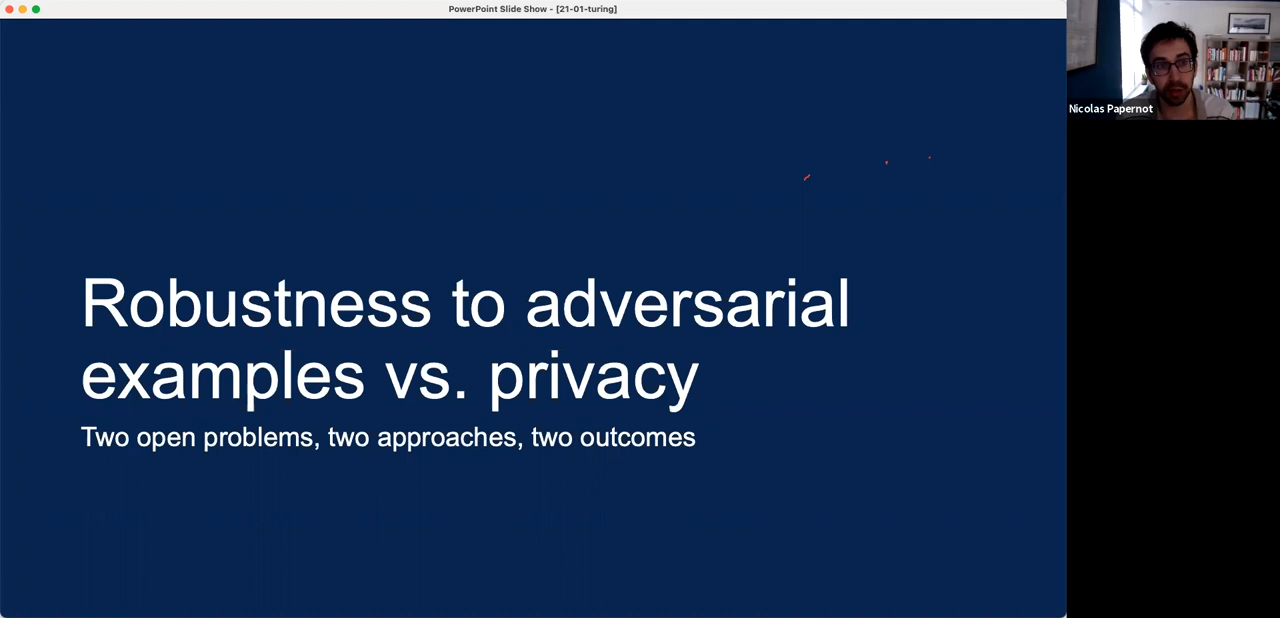 PowerPoint Slide Show - [21-01-turing]
Nicolas Papernot
Robustness to adversarial
examples vs. privacy
Two open problems, two approaches, two outcomes